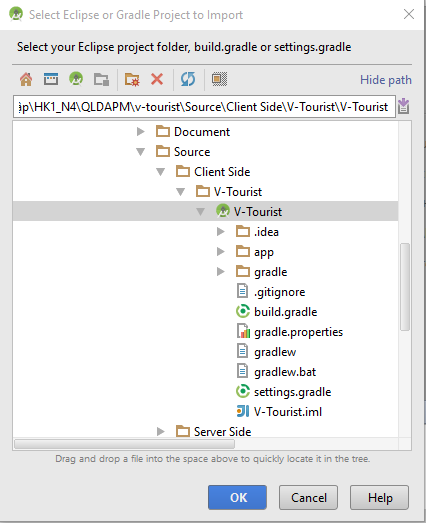 Select Eclipse or Gradle Project to Import
Select your Eclipse project folder, build.gradle or settings.gradle
Hide path
ập\HK1_N4\QLDAPM\v-tourist\Source\Client Side\V-Tourist\V-Tourist
Document
Source
Client Side
V-Tourist
V-Tourist
.idea
app
gradle
.gitignore
build.gradle
gradle.properties
gradlew
gradlew.bat
settings.gradle
V-Tourist.iml
Server Side
Drag and drop a file into the space above to quickly locate it in the tree.
OK Cancel Help